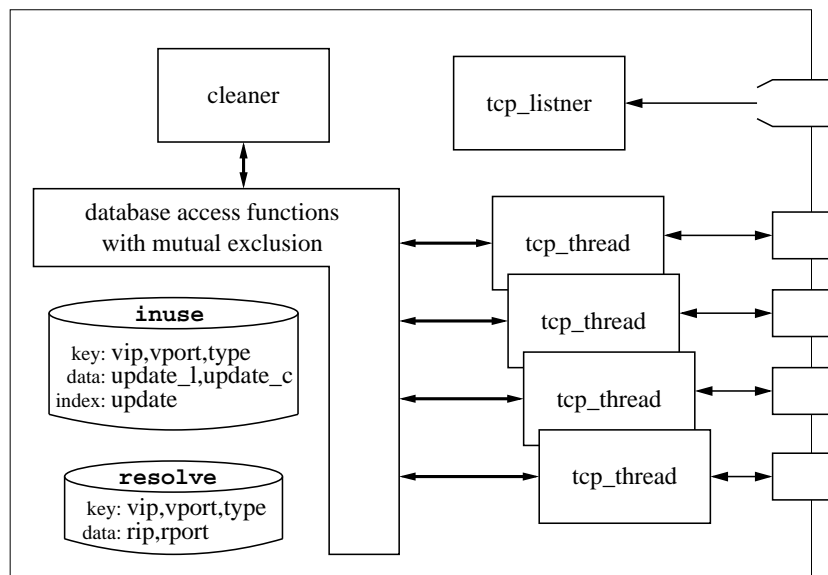 cleaner
tcp_listner
database access functions
with mutual exclusion
tcp_thread
tcp_thread
tcp_thread
tcp_thread
inuse
key: vip,vport,type
data: update_l,update_c
index: update
resolve
key: vip,vport,type
data: rip,rport